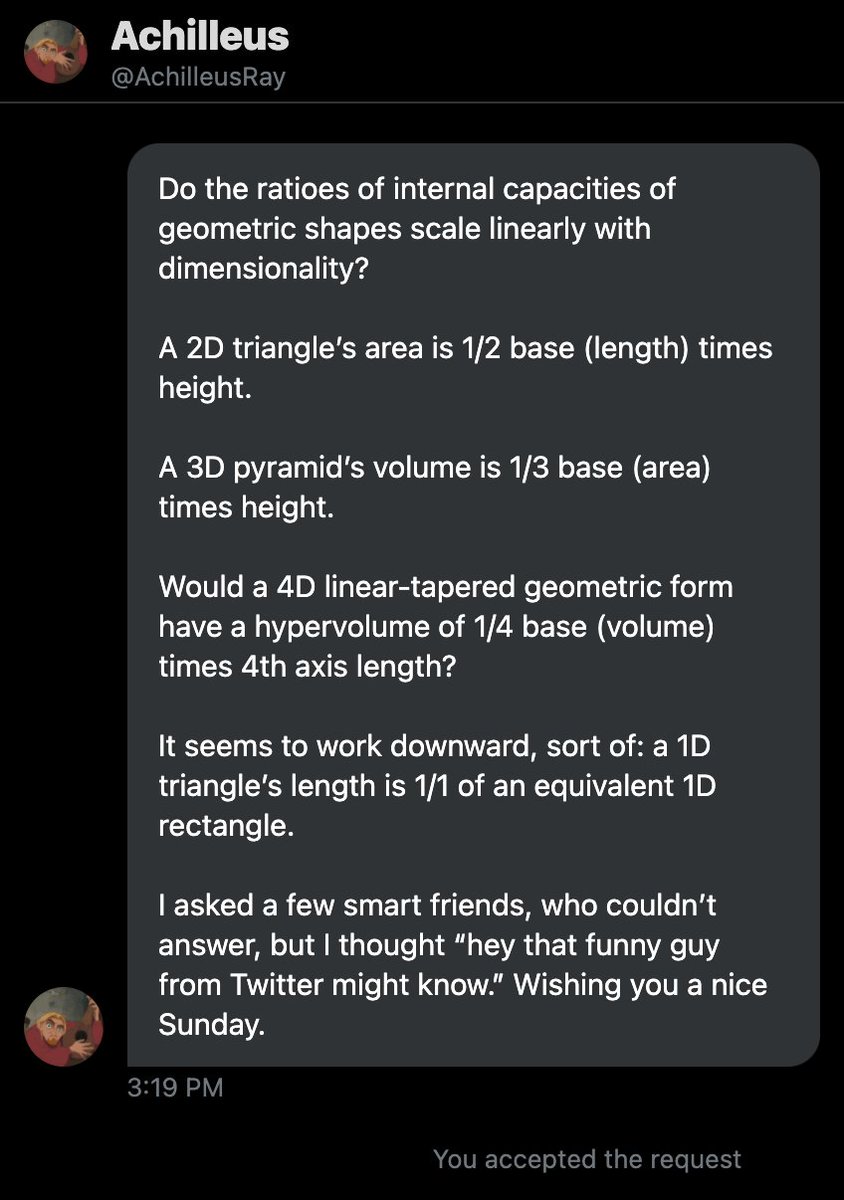 Achilleus
@AchilleusRay
Do the ratioes of internal capacities of
geometric shapes scale linearly with
dimensionality?
A 2D triangle’s area is 1/2 base (length) times
height.
A 3D pyramid’s volume is 1/3 base (area)
times height.
Would a 4D linear-tapered geometric form
have a hypervolume of 1/4 base (volume)
times 4th axis length?
It seems to work downward, sort of: a 1D
triangle’s length is 1/1 of an equivalent 1D
rectangle.
I asked a few smart friends, who couldn’t
answer, but I thought “hey that funny guy
from Twitter might know.” Wishing you a nice
Sunday.
3:19 PM
You accepted the request